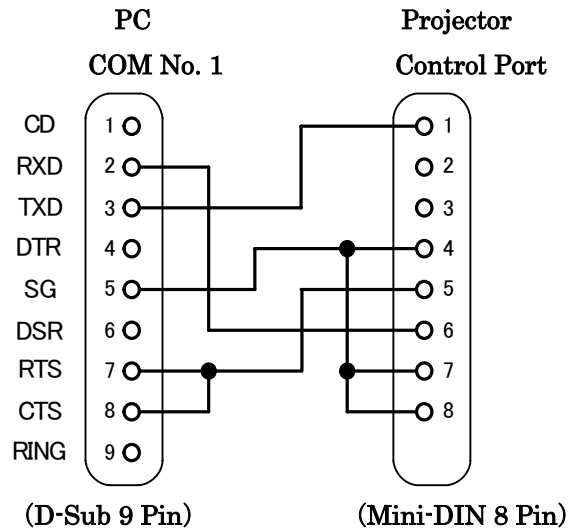 PC
COM No. 1
Projector
Control Port
CD 1
RXD 2
TXD 3
DTR 4
SG 5
DSR 6
RTS 7
CTS 8
RING 9
1
2
3
4
5
6
7
8
(D-Sub 9 Pin)
(Mini-DIN 8 Pin)